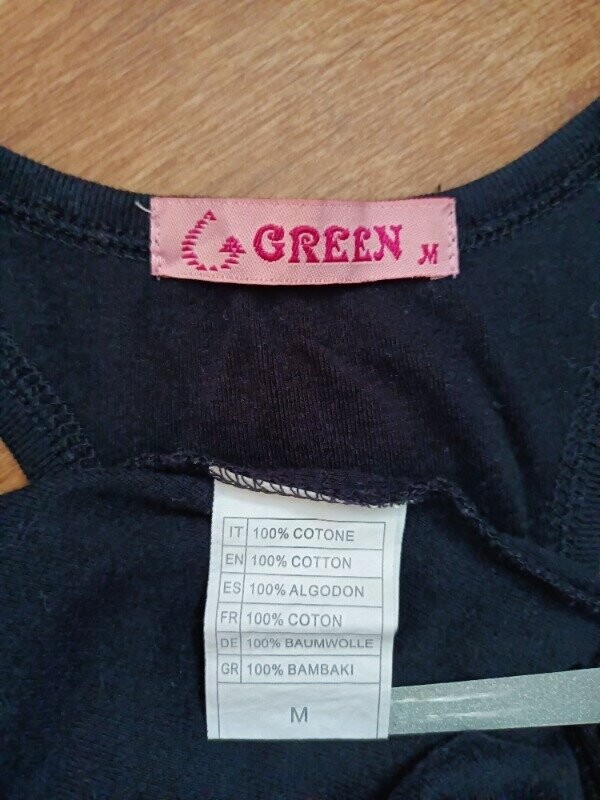 G GREEN M
IT 100% COTONE
EN 100% COTTON
ES 100% ALGODON
FR 100% COTON
DE 100% BAUMWOLLE
GR 100% BAMBAKI
M